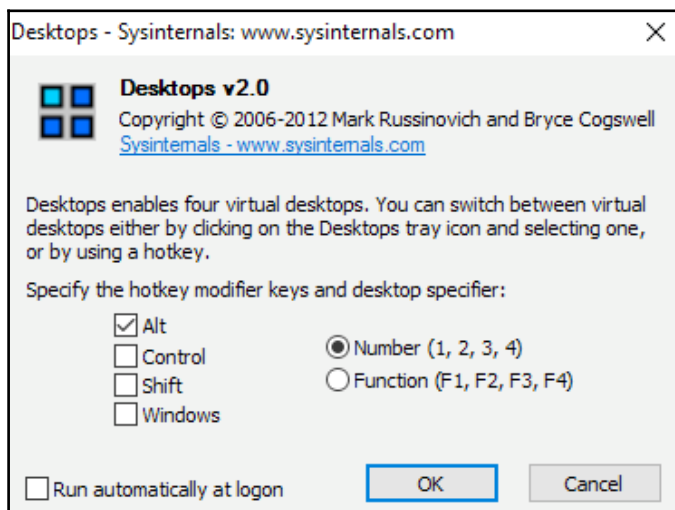 Desktops - Sysinternals: www.sysinternals.com
Desktops v2.0
Copyright © 2006-2012 Mark Russinovich and Bryce Cogswell
Sysinternals - www.sysinternals.com
Desktops enables four virtual desktops. You can switch between virtual
desktops either by clicking on the Desktops tray icon and selecting one,
or by using a hotkey.
Specify the hotkey modifier keys and desktop specifier:
Alt
Control
Shift
Windows
Number (1, 2, 3, 4)
Function (F1, F2, F3, F4)
Run automatically at logon
OK
Cancel